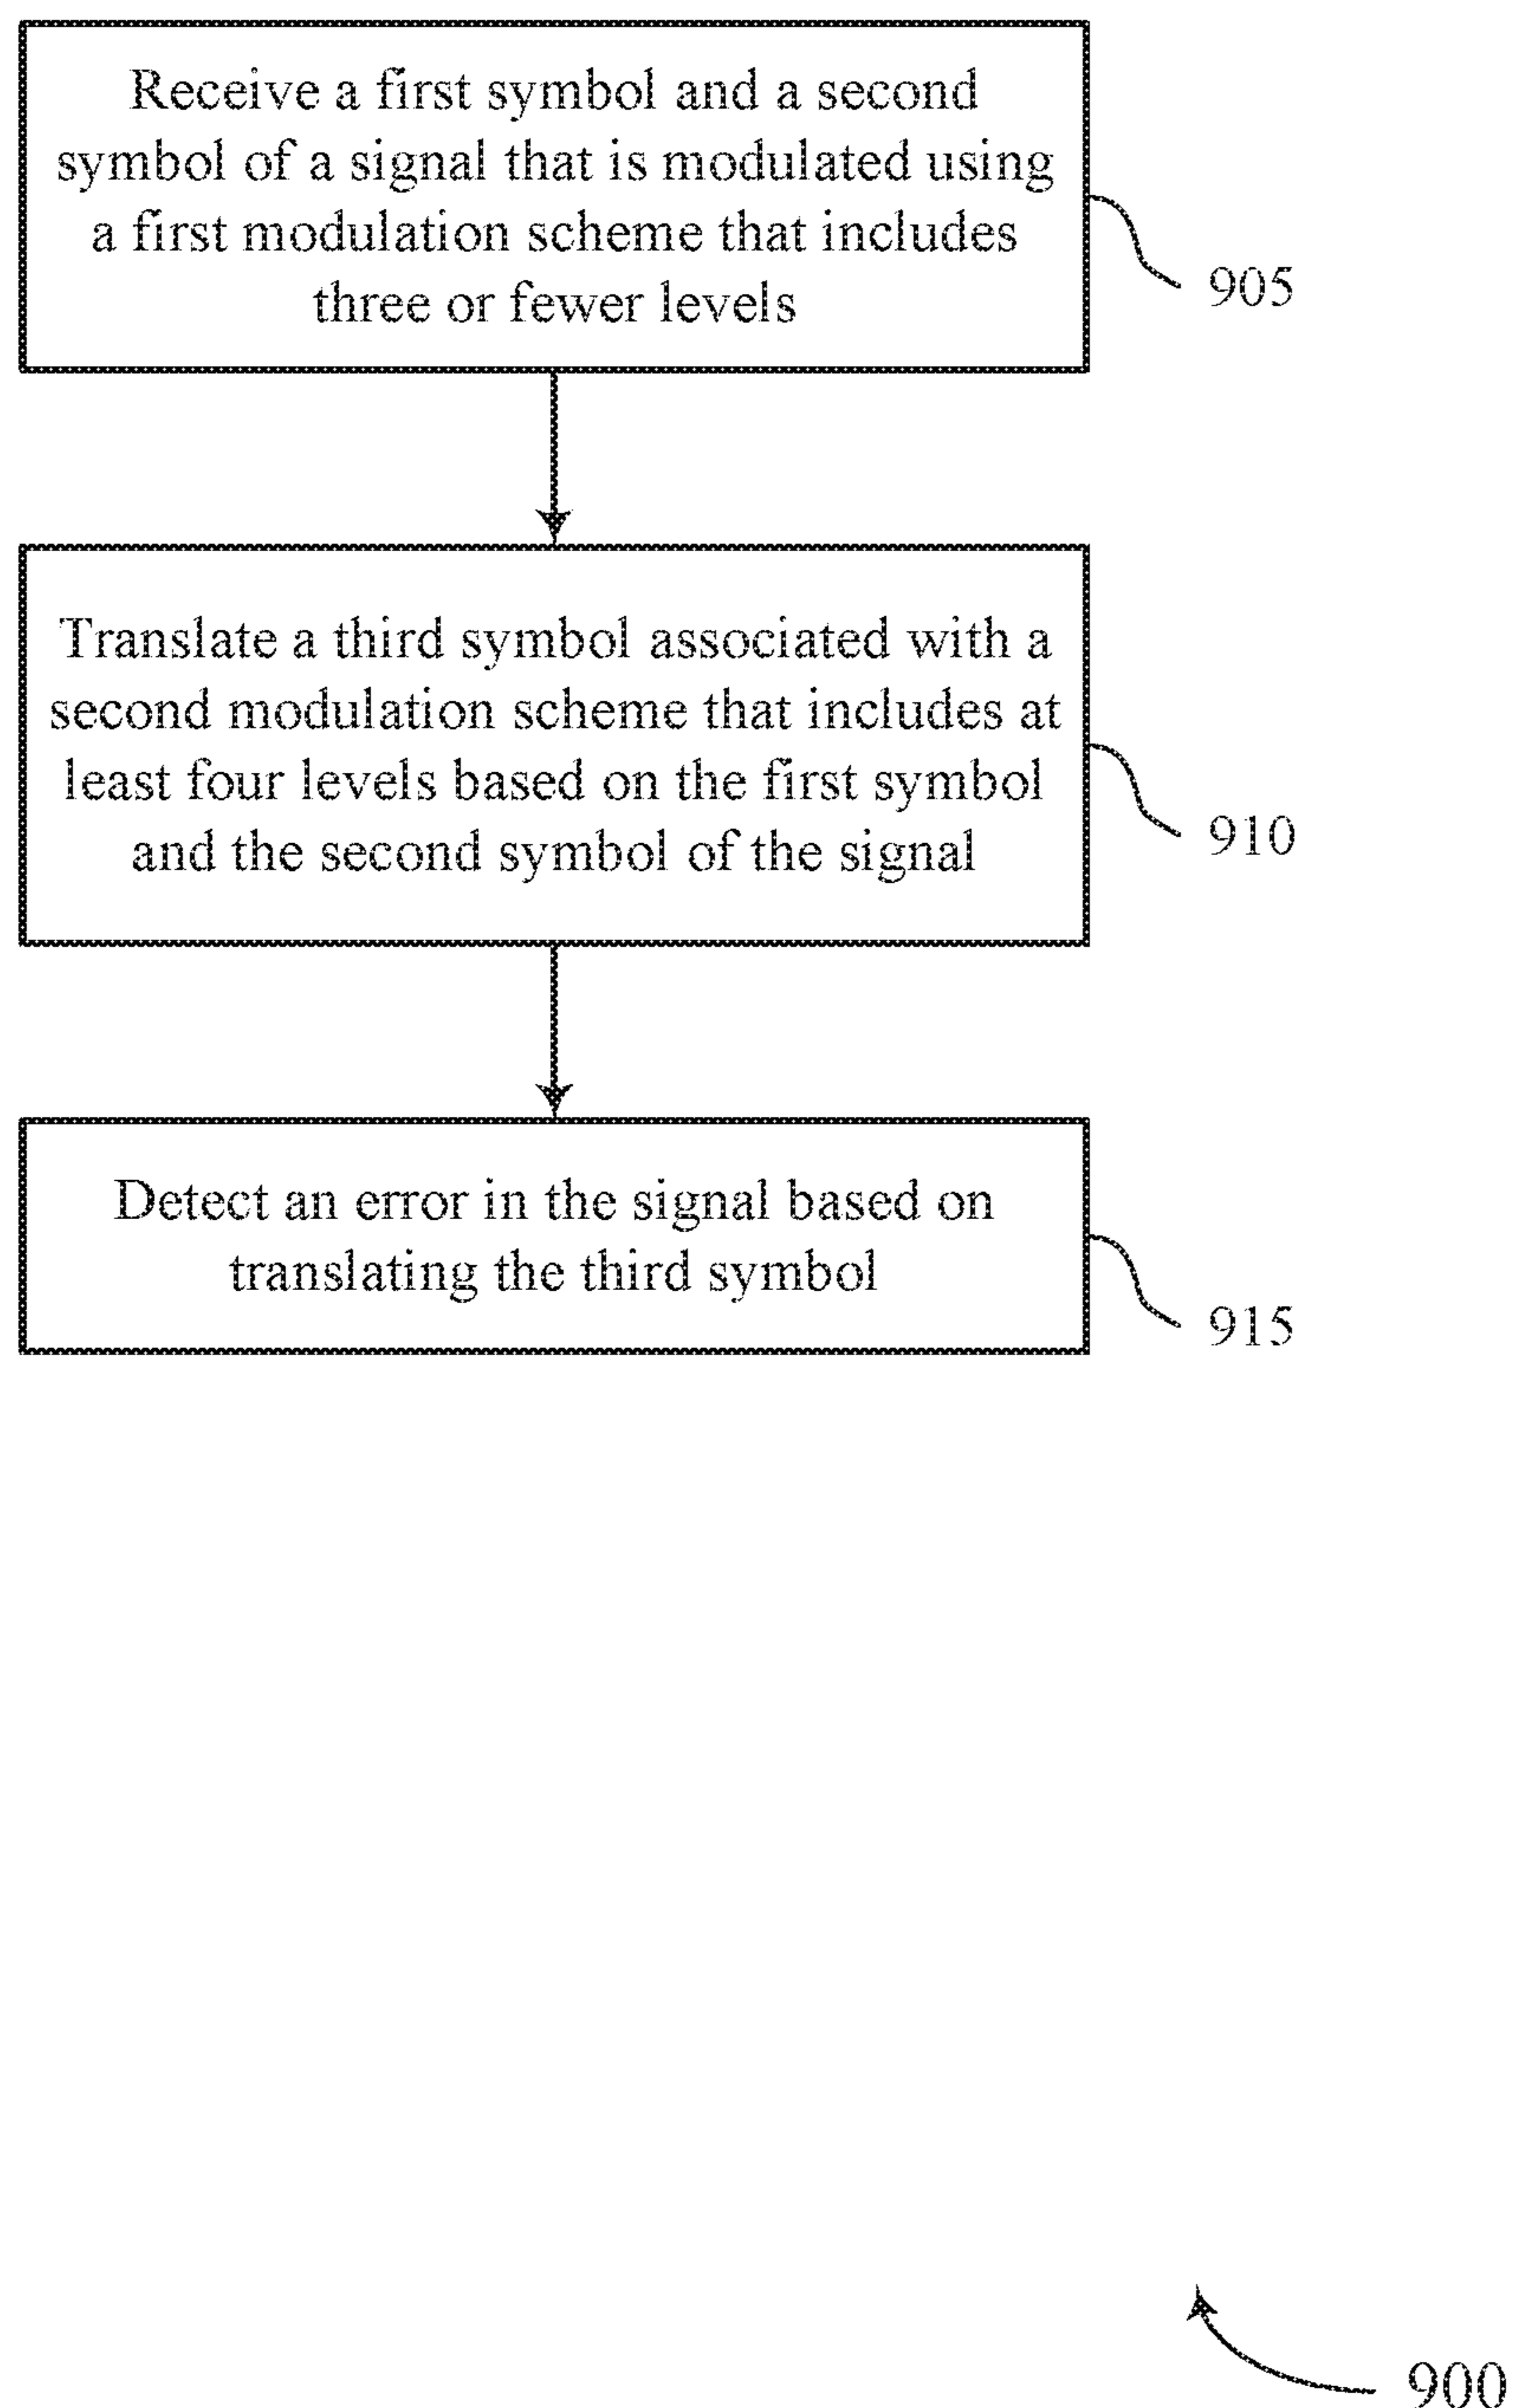 Receive a first symbol and a second
symbol of a signal that is modulated using
a first modulation scheme that includes
three or fewer levels
905
Translate a third symbol associated with a
second modulation scheme that includes at
least four levels based on the first symbol
and the second symbol of the signal
910
Detect an error in the signal based on
translating the third symbol
915
900